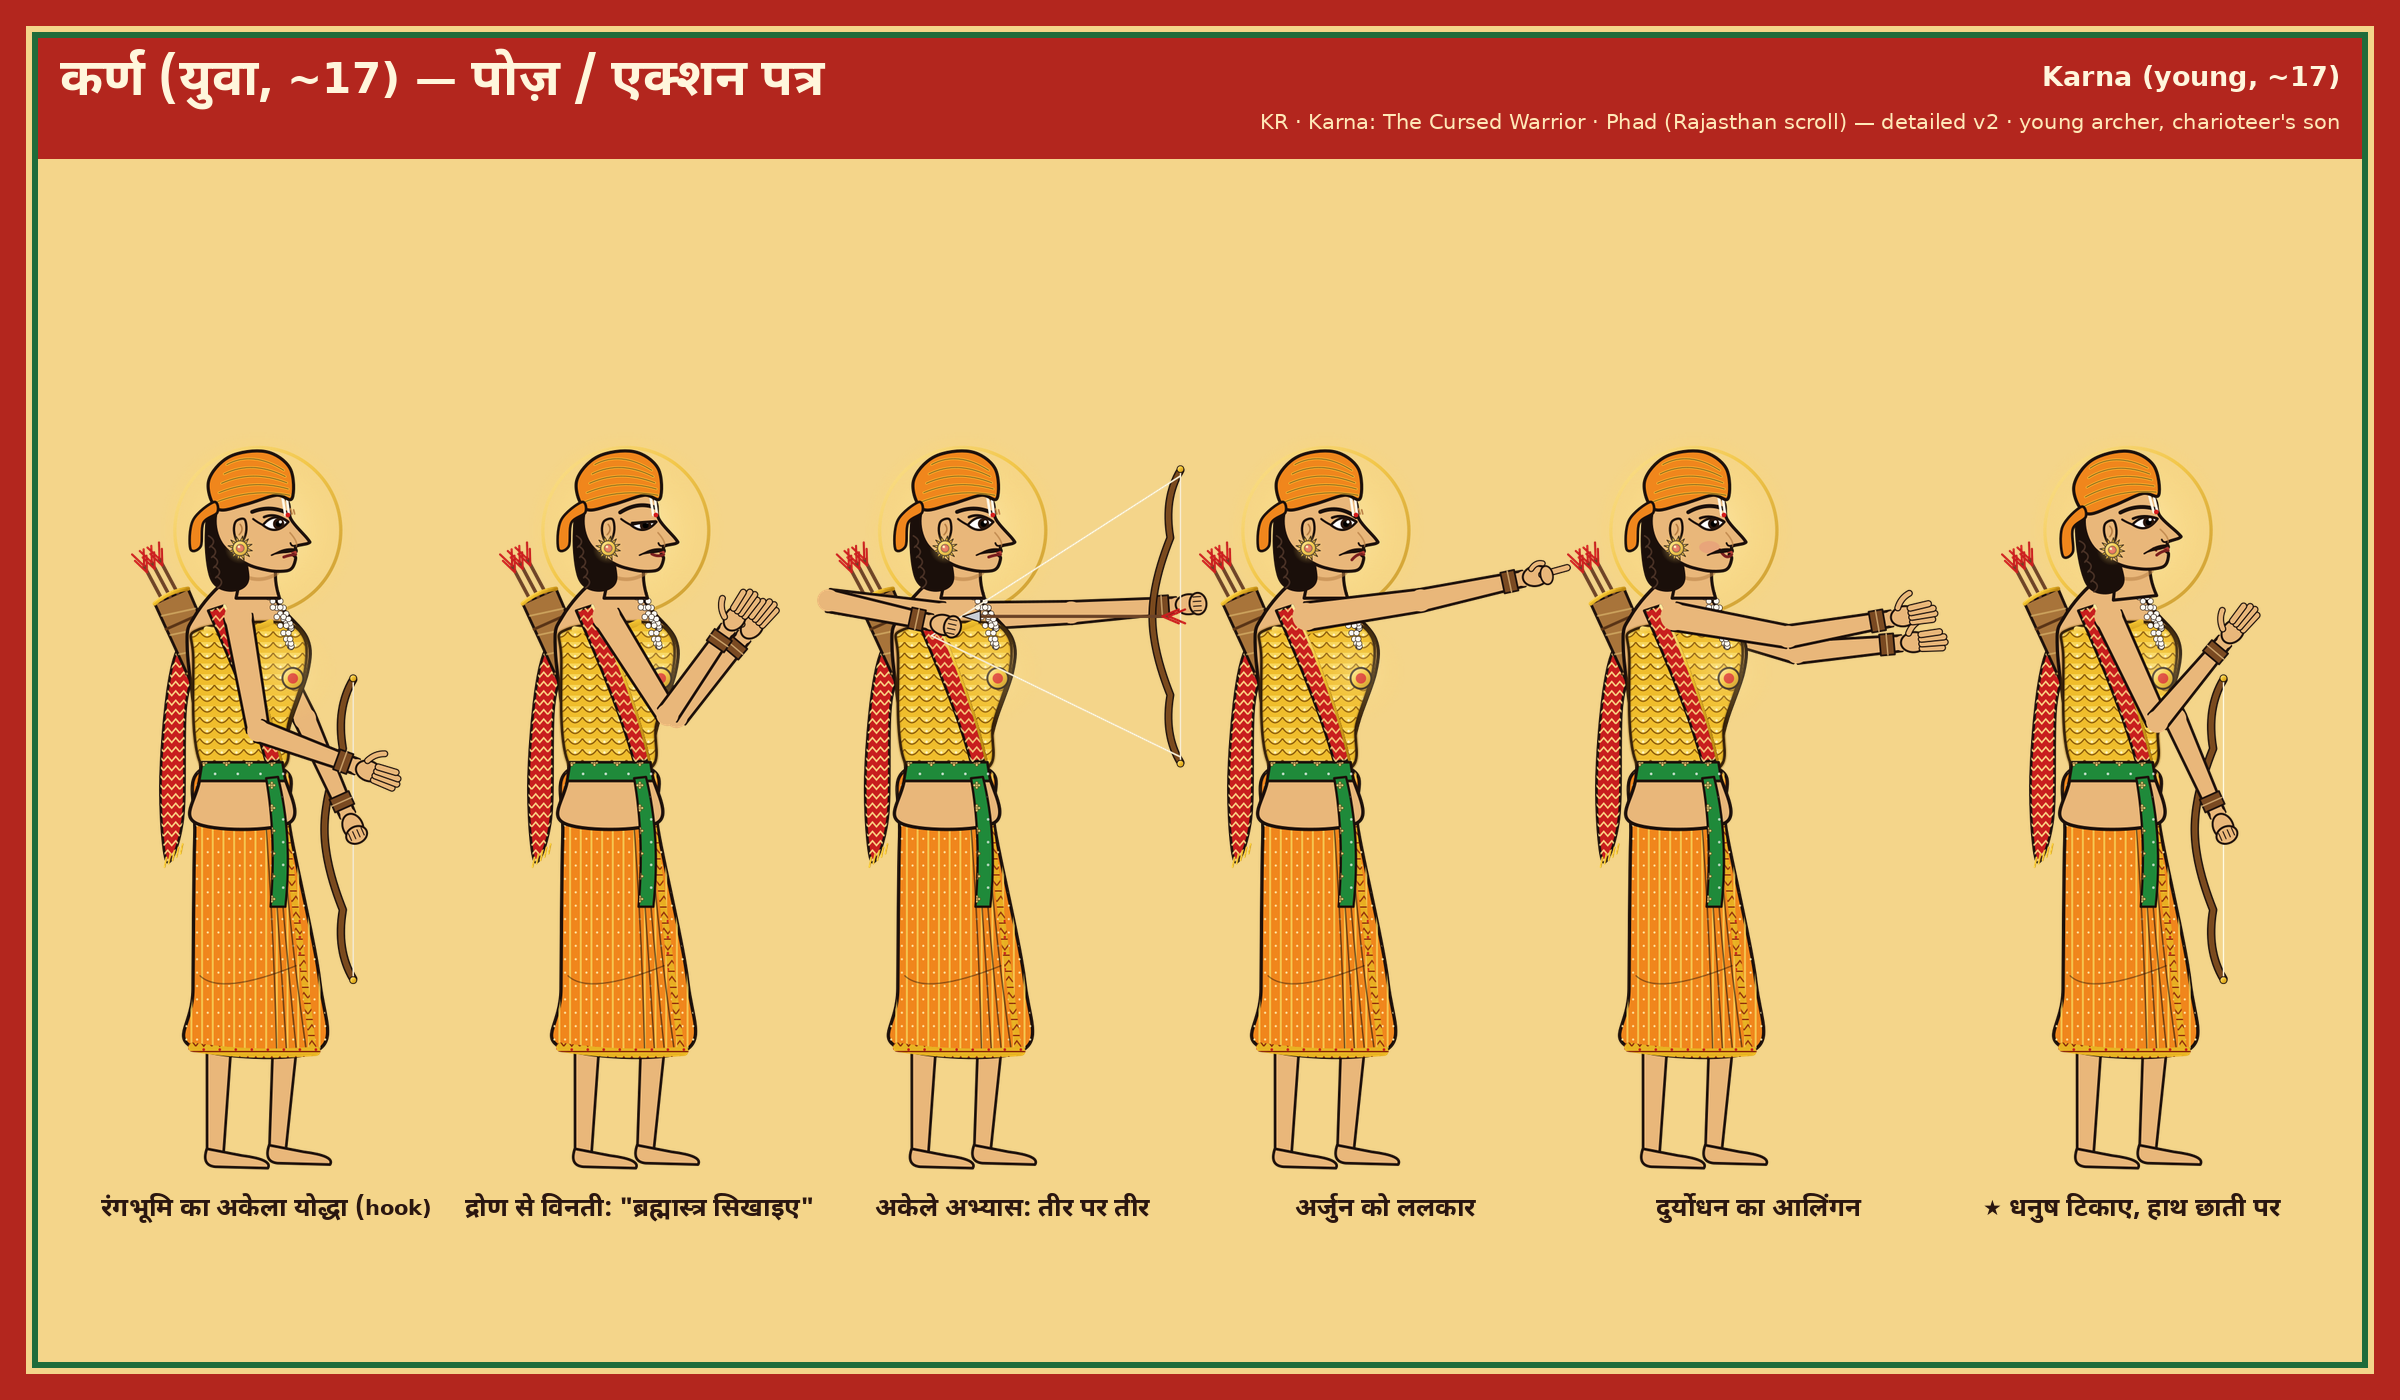 कर्ण (युवा, ~17) — पोज़ / एक्शन पत्र
Karna (young, ~17)
KR · Karna: The Cursed Warrior · Phad (Rajasthan scroll) — detailed v2 · young archer, charioteer's son
रंगभूमि का अकेला योद्धा (hook)
द्रोण से विनती: "ब्रह्मास्त्र सिखाइए"
अकेले अभ्यास: तीर पर तीर
अर्जुन को ललकार
दुर्योधन का आलिंगन
★ धनुष टिकाए, हाथ छाती पर